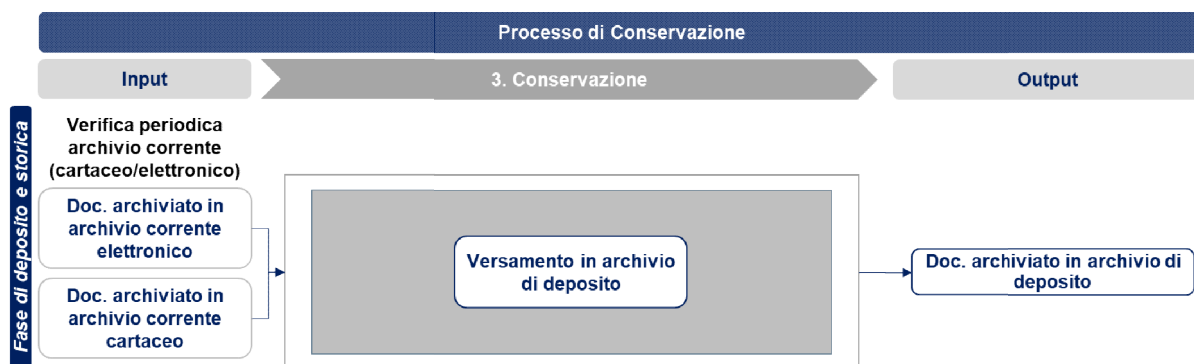 Processo di Conservazione
Input
3. Conservazione
Output
Fase di deposito e storica
Verifica periodica
archivio corrente
(cartaceo/elettronico)
Doc. archiviato in
archivio corrente
elettronico
Doc. archiviato in
archivio corrente
cartaceo
Versamento in archivio
di deposito
Doc. archiviato in archivio di
deposito